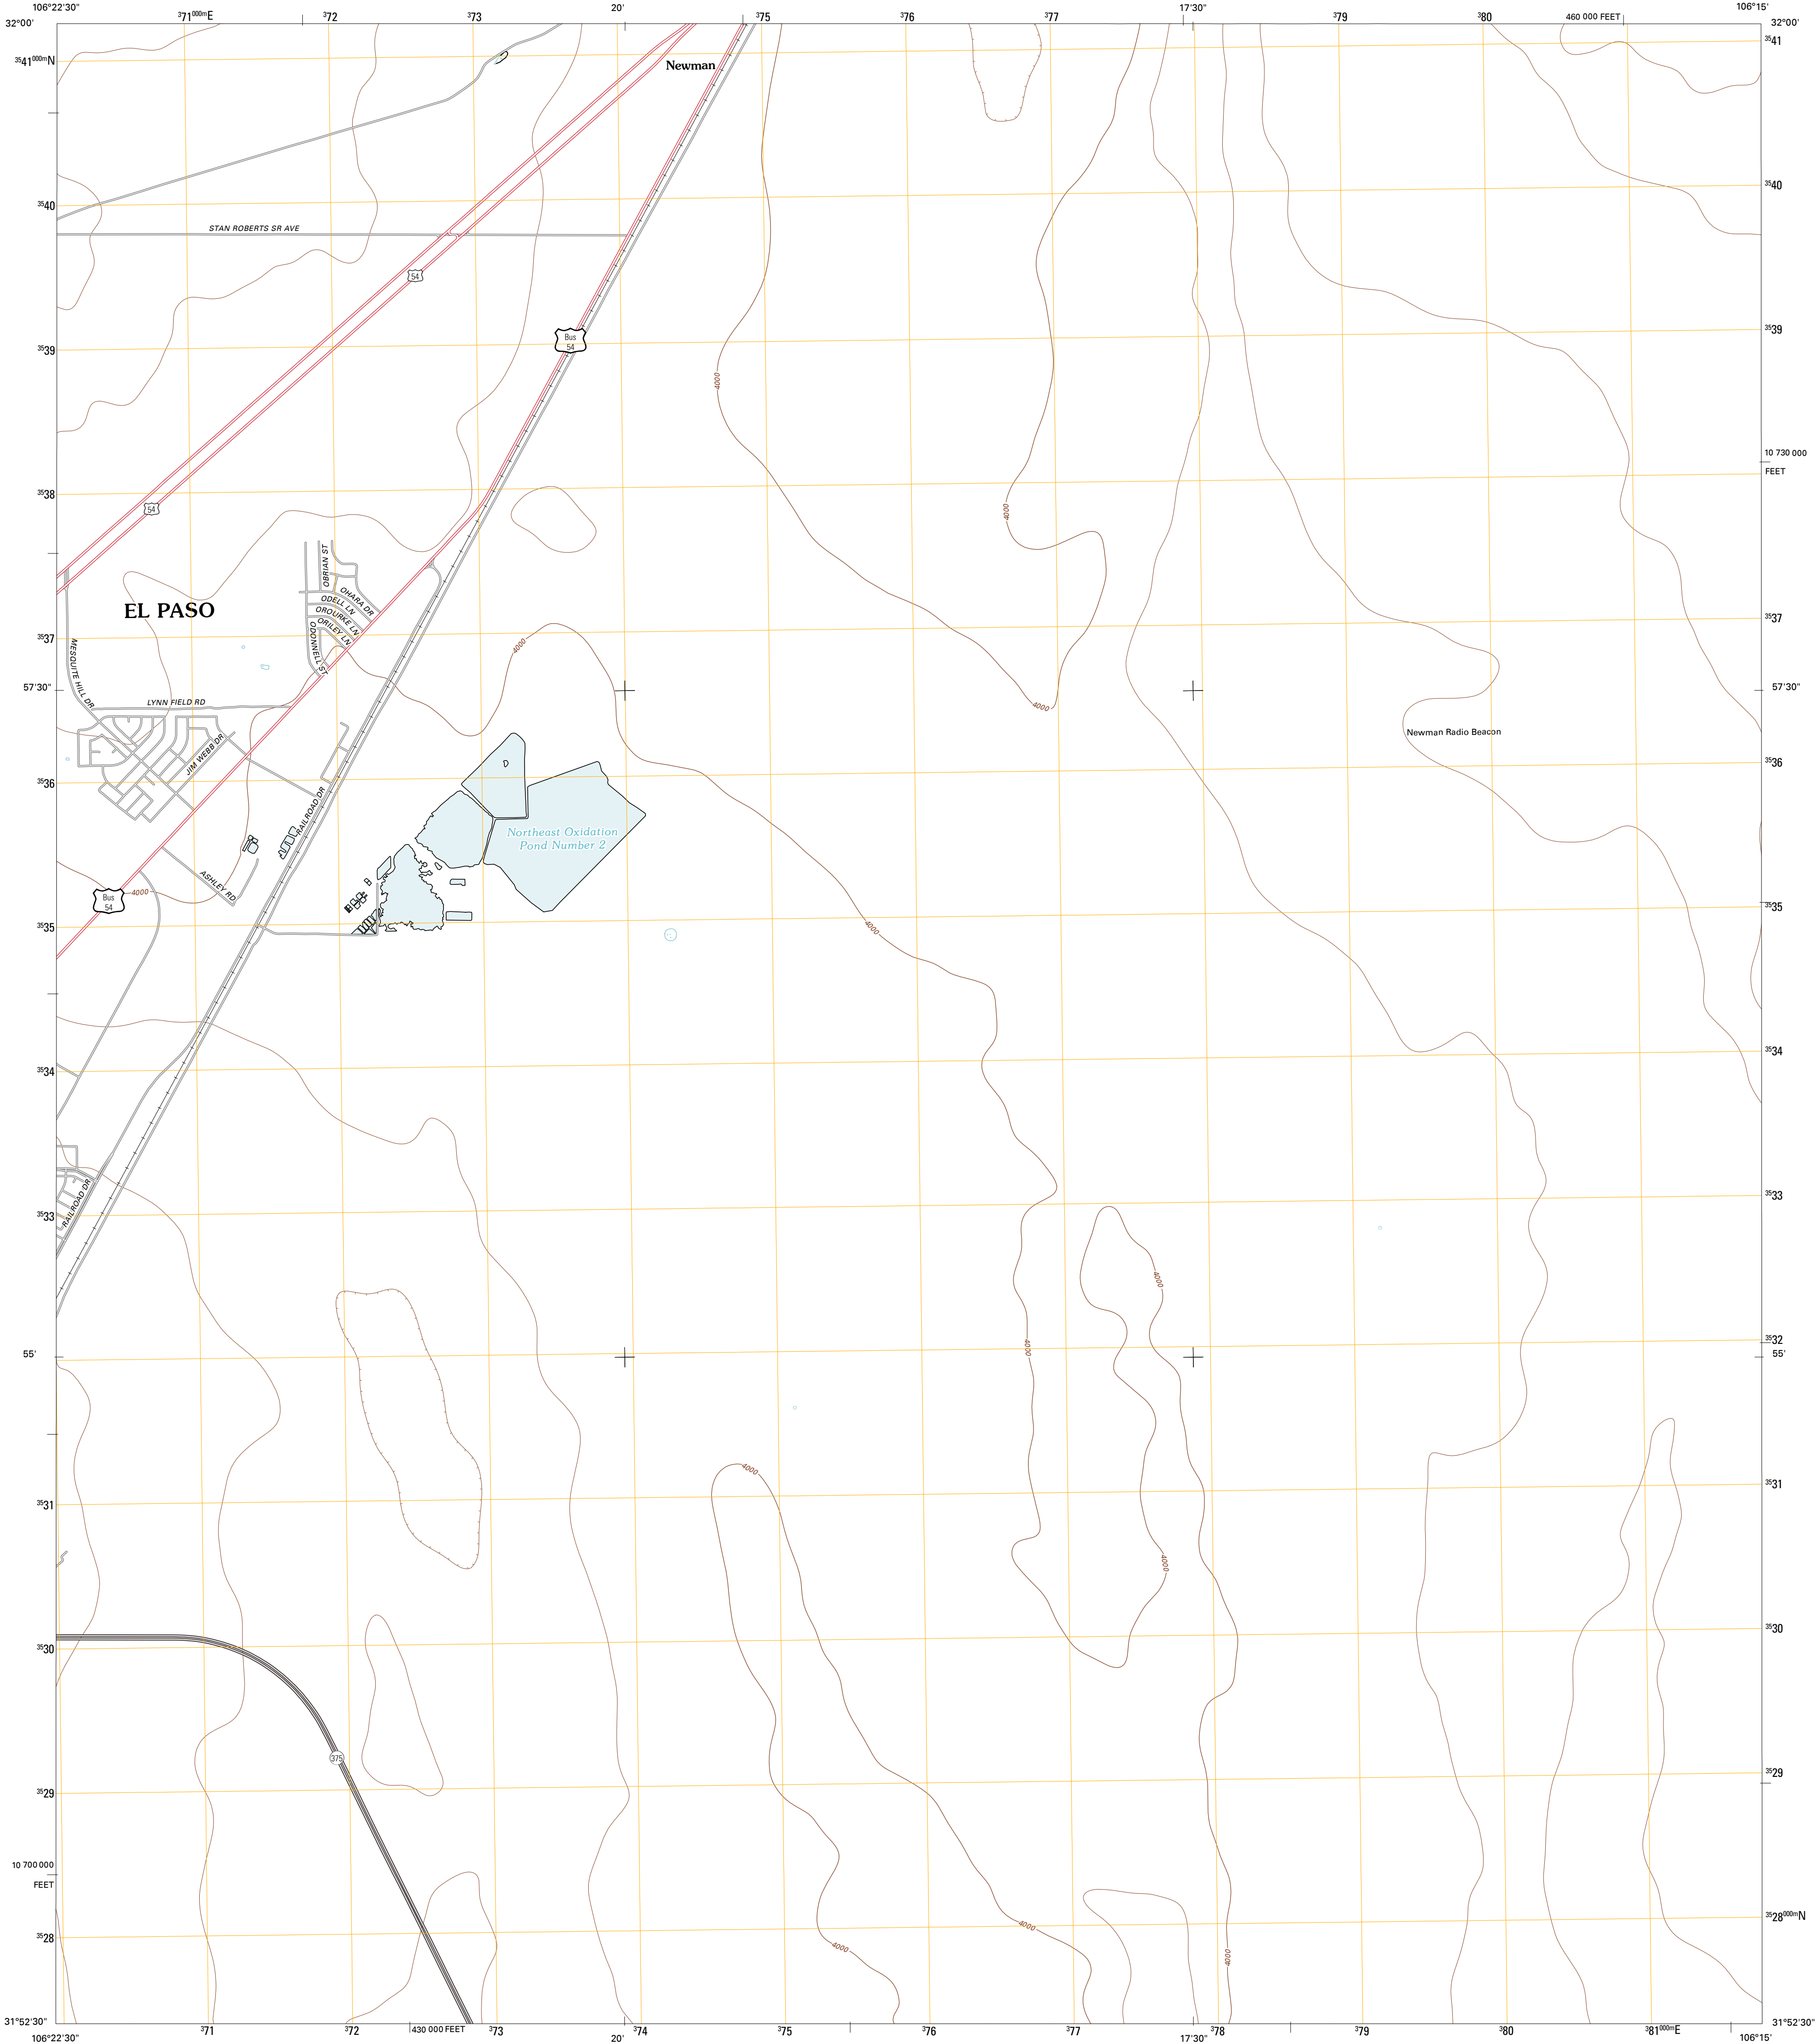 106°22'30"
³71⁰⁰⁰ᵐE
³72
³73
20'
³75
³76
³77
17'30"
³79
³80
460 000 FEET
106°15'
32°00'
32°00'
³⁵41⁰⁰⁰ᵐN
³⁵41
Newman
³⁵40
³⁵40
STAN ROBERTS SR AVE
54
³⁵39
³⁵39
Bus
54
4000
10 730 000
FEET
³⁵38
54
4000
OBRIAN ST
OHARA DR
ODELL LN
OROURKE LN
ORILEY LN
ODONNELL ST
EL PASO
³⁵37
³⁵37
MESQUITE HILL DR
4000
57'30"
57'30"
LYNN FIELD RD
4000
JIM WEBB DR
Newman Radio Beacon
³⁵36
³⁵36
RAILROAD DR
Northeast Oxidation
Pond Number 2
ASHLEY RD
4000
Bus
54
³⁵35
³⁵35
4000
³⁵34
³⁵34
RAILROAD DR
³⁵33
³⁵33
4000
4000
³⁵32
55'
55'
4000
³⁵31
³⁵31
4000
³⁵30
³⁵30
375
³⁵29
³⁵29
10 700 000
FEET
³⁵28
³⁵28⁰⁰⁰ᵐN
4000
4000
4000
31°52'30"
31°52'30"
106°22'30"
³71
³72
430 000 FEET
³73
20'
³74
³75
³76
³77
17'30"
³78
³79
³80
³81⁰⁰⁰ᵐE
106°15'